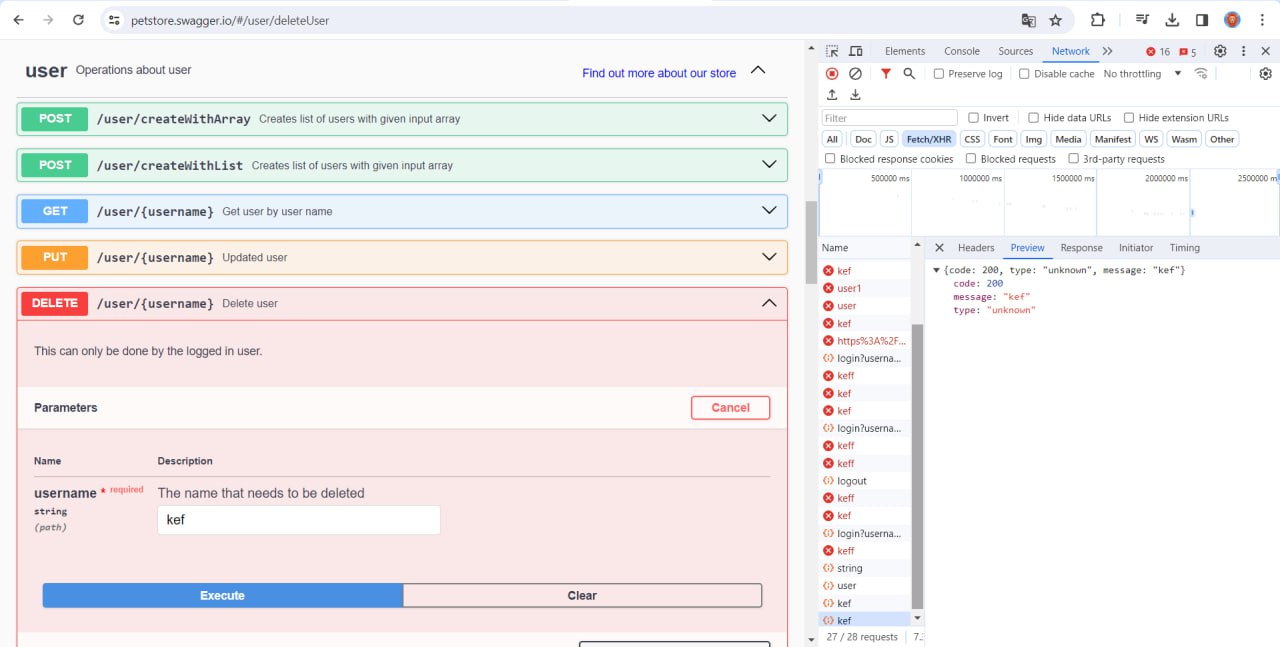 petstore.swagger.io/#/user/deleteUser
user Operations about user
Find out more about our store
POST /user/createWithArray Creates list of users with given input array
POST /user/createWithList Creates list of users with given input array
GET /user/{username} Get user by user name
PUT /user/{username} Updated user
DELETE /user/{username} Delete user
This can only be done by the logged in user.
Parameters
Cancel
Name Description
username * required The name that needs to be deleted
string
(path)
kef
Execute Clear
Elements Console Sources Network 16 5
Preserve log Disable cache No throttling
Filter Invert Hide data URLs Hide extension URLs
All Doc JS Fetch/XHR CSS Font Img Media Manifest WS Wasm Other
Blocked response cookies Blocked requests 3rd-party requests
500000 ms 1000000 ms 1500000 ms 2000000 ms 2500000 m
Name
kef
user1
user
kef
https%3A%2F...
login?userna...
keff
kef
kef
login?userna...
keff
keff
logout
keff
kef
login?userna...
keff
string
user
kef
kef
27 / 28 requests 7.
Headers Preview Response Initiator Timing
{code: 200, type: "unknown", message: "kef"}
code: 200
message: "kef"
type: "unknown"